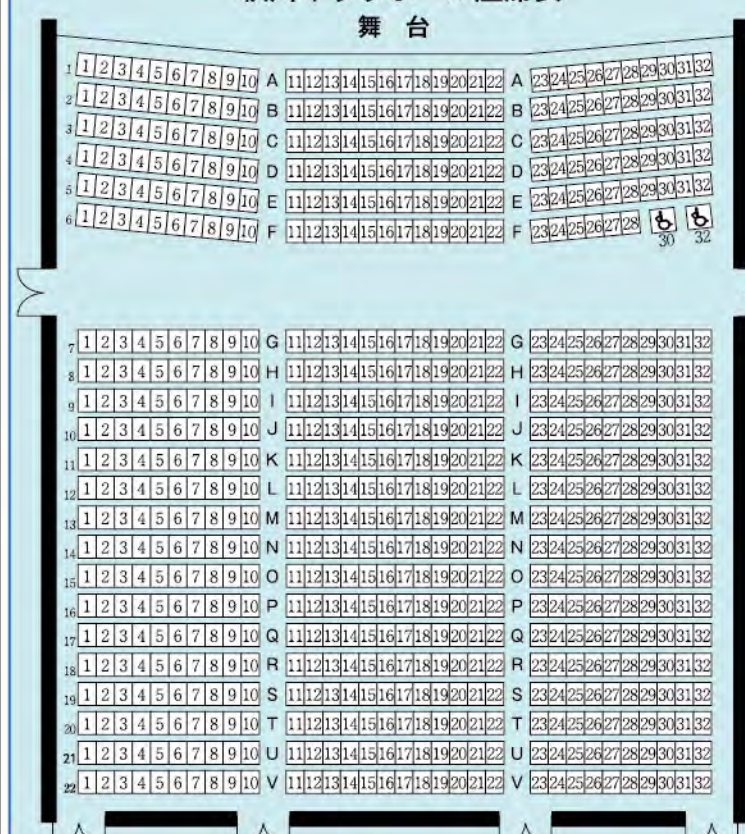 舞 台
1 1 2 3 4 5 6 7 8 9 10 A 11 12 13 14 15 16 17 18 19 20 21 22 A 23 24 25 26 27 28 29 30 31 32
2 1 2 3 4 5 6 7 8 9 10 B 11 12 13 14 15 16 17 18 19 20 21 22 B 23 24 25 26 27 28 29 30 31 32
3 1 2 3 4 5 6 7 8 9 10 C 11 12 13 14 15 16 17 18 19 20 21 22 C 23 24 25 26 27 28 29 30 31 32
4 1 2 3 4 5 6 7 8 9 10 D 11 12 13 14 15 16 17 18 19 20 21 22 D 23 24 25 26 27 28 29 30 31 32
5 1 2 3 4 5 6 7 8 9 10 E 11 12 13 14 15 16 17 18 19 20 21 22 E 23 24 25 26 27 28 29 30 31 32
6 1 2 3 4 5 6 7 8 9 10 F 11 12 13 14 15 16 17 18 19 20 21 22 F 23 24 25 26 27 28
30 32
7 1 2 3 4 5 6 7 8 9 10 G 11 12 13 14 15 16 17 18 19 20 21 22 G 23 24 25 26 27 28 29 30 31 32
8 1 2 3 4 5 6 7 8 9 10 H 11 12 13 14 15 16 17 18 19 20 21 22 H 23 24 25 26 27 28 29 30 31 32
9 1 2 3 4 5 6 7 8 9 10 I 11 12 13 14 15 16 17 18 19 20 21 22 I 23 24 25 26 27 28 29 30 31 32
10 1 2 3 4 5 6 7 8 9 10 J 11 12 13 14 15 16 17 18 19 20 21 22 J 23 24 25 26 27 28 29 30 31 32
11 1 2 3 4 5 6 7 8 9 10 K 11 12 13 14 15 16 17 18 19 20 21 22 K 23 24 25 26 27 28 29 30 31 32
12 1 2 3 4 5 6 7 8 9 10 L 11 12 13 14 15 16 17 18 19 20 21 22 L 23 24 25 26 27 28 29 30 31 32
13 1 2 3 4 5 6 7 8 9 10 M 11 12 13 14 15 16 17 18 19 20 21 22 M 23 24 25 26 27 28 29 30 31 32
14 1 2 3 4 5 6 7 8 9 10 N 11 12 13 14 15 16 17 18 19 20 21 22 N 23 24 25 26 27 28 29 30 31 32
15 1 2 3 4 5 6 7 8 9 10 O 11 12 13 14 15 16 17 18 19 20 21 22 O 23 24 25 26 27 28 29 30 31 32
16 1 2 3 4 5 6 7 8 9 10 P 11 12 13 14 15 16 17 18 19 20 21 22 P 23 24 25 26 27 28 29 30 31 32
17 1 2 3 4 5 6 7 8 9 10 Q 11 12 13 14 15 16 17 18 19 20 21 22 Q 23 24 25 26 27 28 29 30 31 32
18 1 2 3 4 5 6 7 8 9 10 R 11 12 13 14 15 16 17 18 19 20 21 22 R 23 24 25 26 27 28 29 30 31 32
19 1 2 3 4 5 6 7 8 9 10 S 11 12 13 14 15 16 17 18 19 20 21 22 S 23 24 25 26 27 28 29 30 31 32
20 1 2 3 4 5 6 7 8 9 10 T 11 12 13 14 15 16 17 18 19 20 21 22 T 23 24 25 26 27 28 29 30 31 32
21 1 2 3 4 5 6 7 8 9 10 U 11 12 13 14 15 16 17 18 19 20 21 22 U 23 24 25 26 27 28 29 30 31 32
22 1 2 3 4 5 6 7 8 9 10 V 11 12 13 14 15 16 17 18 19 20 21 22 V 23 24 25 26 27 28 29 30 31 32